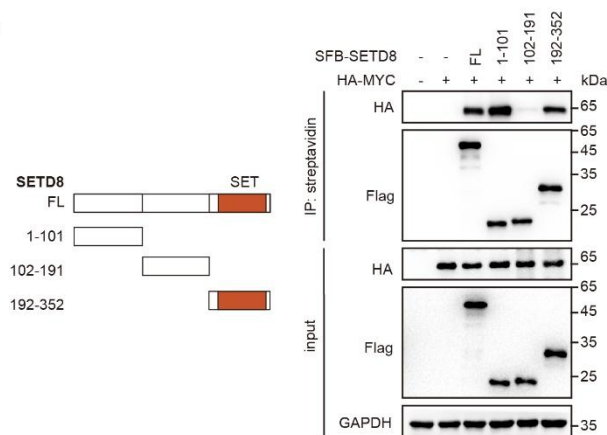 SETD8
SET
FL
1-101
102-191
192-352
SFB-SETD8 - - FL 1-101 102-191 192-352
HA-MYC - + + + + + kDa
IP: streptavidin
HA 65
Flag 65
45
35
25
input
HA 65
Flag 65
45
35
25
GAPDH 35